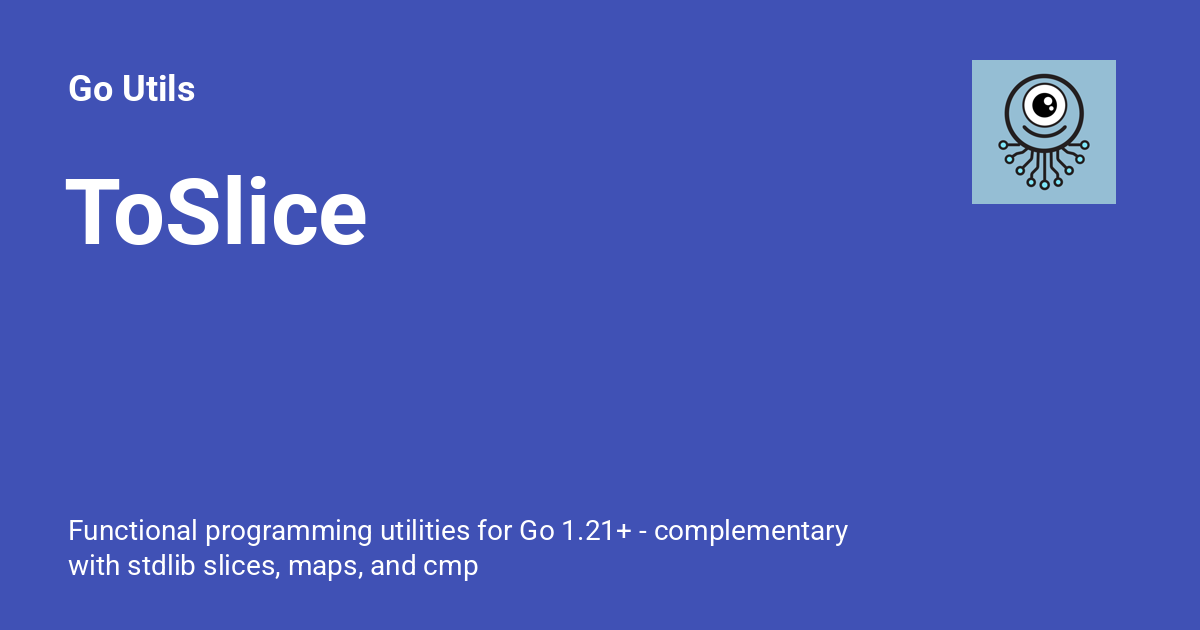 Go Utils
ToSlice
Functional programming utilities for Go 1.21+ - complementary
with stdlib slices, maps, and cmp